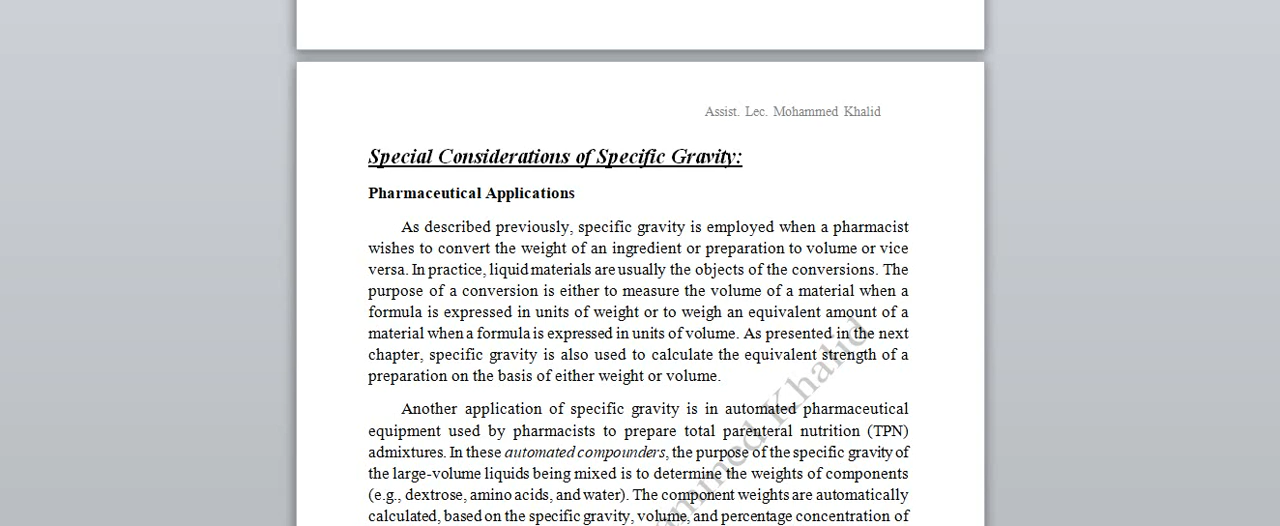 Assist. Lec. Mohammed Khalid
Special Considerations of Specific Gravity:
Pharmaceutical Applications
As described previously, specific gravity is employed when a pharmacist
wishes to convert the weight of an ingredient or preparation to volume or vice
versa. In practice, liquid materials are usually the objects of the conversions. The
purpose of a conversion is either to measure the volume of a material when a
formula is expressed in units of weight or to weigh an equivalent amount of a
material when a formula is expressed in units of volume. As presented in the next
chapter, specific gravity is also used to calculate the equivalent strength of a
preparation on the basis of either weight or volume.
Another application of specific gravity is in automated pharmaceutical
equipment used by pharmacists to prepare total parenteral nutrition (TPN)
admixtures. In these automated compounders, the purpose of the specific gravity of
the large-volume liquids being mixed is to determine the weights of components
(e.g., dextrose, amino acids, and water). The component weights are automatically
calculated, based on the specific gravity, volume, and percentage concentration of
Khalid